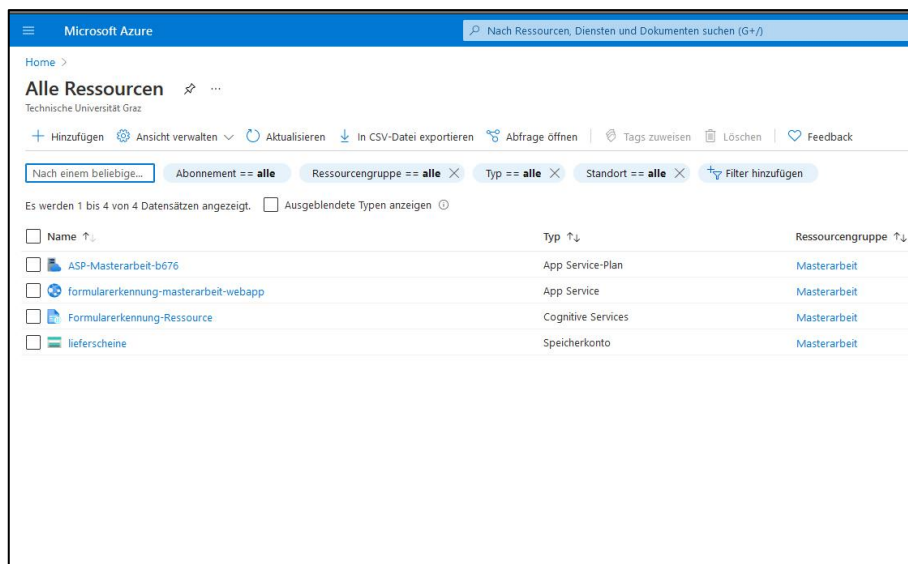 Microsoft Azure
Nach Ressourcen, Diensten und Dokumenten suchen (G+/)
Home >
Alle Ressourcen
Technische Universität Graz
Hinzufügen Ansicht verwalten Aktualisieren In CSV-Datei exportieren Abfrage öffnen Tags zuweisen Löschen Feedback
Nach einem beliebige... Abonnement == alle Ressourcengruppe == alle Typ == alle Standort == alle Filter hinzufügen
Es werden 1 bis 4 von 4 Datensätzen angezeigt. Ausgeblendete Typen anzeigen
Name ↑↓ Typ ↑↓ Ressourcengruppe ↑↓
ASP-Masterarbeit-b676 App Service-Plan Masterarbeit
formularerkennung-masterarbeit-webapp App Service Masterarbeit
Formularerkennung-Ressource Cognitive Services Masterarbeit
lieferscheine Speicherkonto Masterarbeit